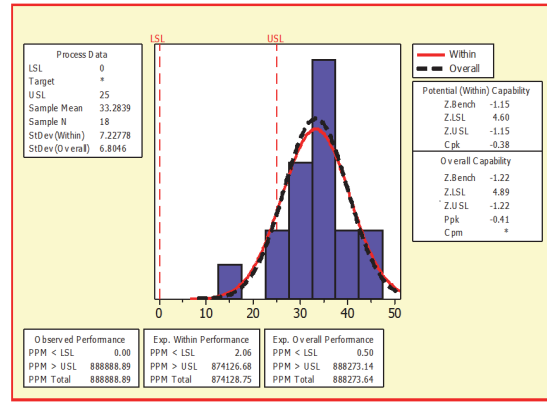 LSL USL
Process Data
LSL 0
Target *
USL 25
Sample Mean 33.2839
Sample N 18
StDev(Within) 7.22778
StDev(Overall) 6.8046
Within
Overall
Potential (Within) Capability
Z.Bench -1.15
Z.LSL 4.60
Z.USL -1.15
Cpk -0.38
Overall Capability
Z.Bench -1.22
Z.LSL 4.89
Z.USL -1.22
Ppk -0.41
Cpm *
0 10 20 30 40 50
Observed Performance
PPM < LSL 0.00
PPM > USL 888888.89
PPM Total 888888.89
Exp. Within Performance
PPM < LSL 2.06
PPM > USL 874126.68
PPM Total 874128.75
Exp. Overall Performance
PPM < LSL 0.50
PPM > USL 888273.14
PPM Total 888273.64